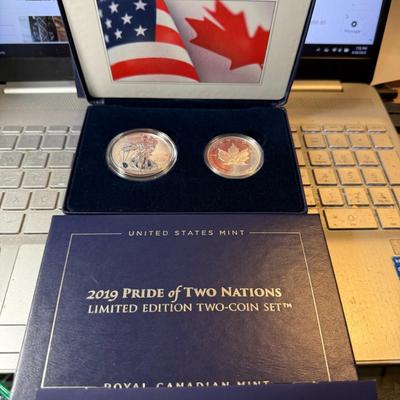 UNITED STATES MINT
2019 PRIDE of TWO NATIONS
LIMITED EDITION TWO-COIN SET™
ROYAL CANADIAN MINT